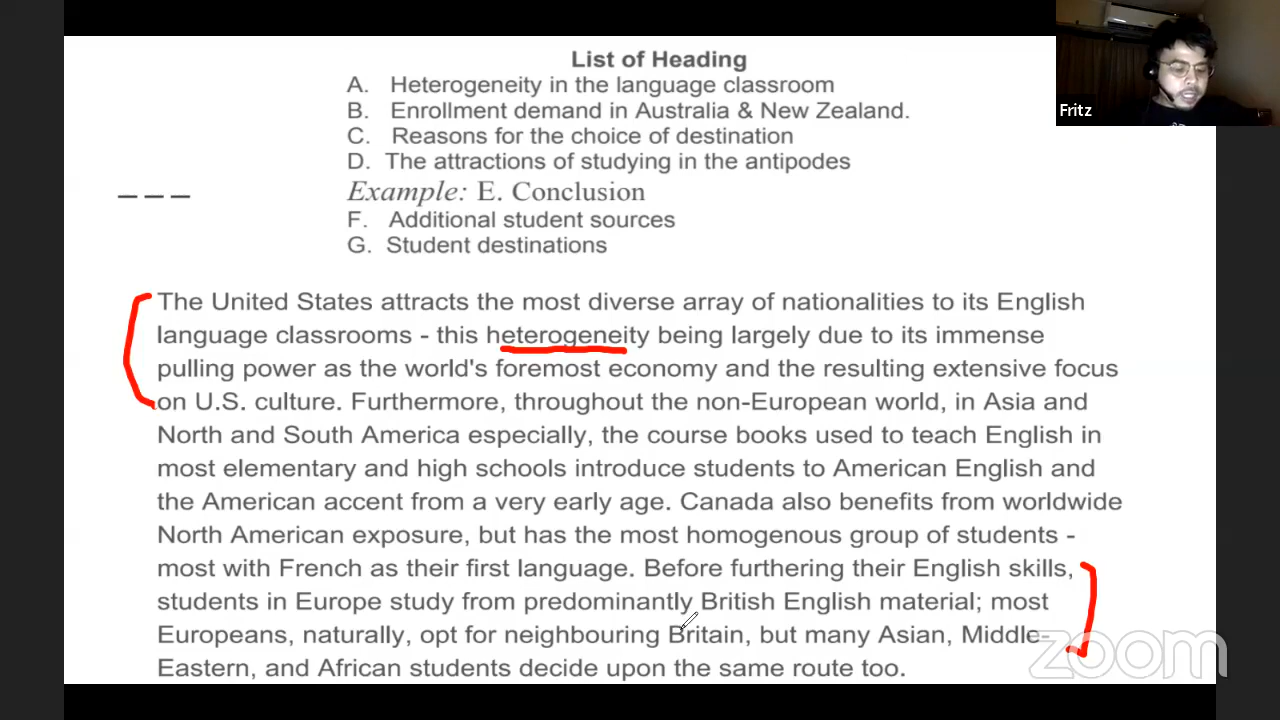 List of Heading
A. Heterogeneity in the language classroom
B. Enrollment demand in Australia & New Zealand.
C. Reasons for the choice of destination
D. The attractions of studying in the antipodes
Example: E. Conclusion
F. Additional student sources
G. Student destinations
Fritz
The United States attracts the most diverse array of nationalities to its English
language classrooms - this heterogeneity being largely due to its immense
pulling power as the world's foremost economy and the resulting extensive focus
on U.S. culture. Furthermore, throughout the non-European world, in Asia and
North and South America especially, the course books used to teach English in
most elementary and high schools introduce students to American English and
the American accent from a very early age. Canada also benefits from worldwide
North American exposure, but has the most homogenous group of students -
most with French as their first language. Before furthering their English skills,
students in Europe study from predominantly British English material; most
Europeans, naturally, opt for neighbouring Britain, but many Asian, Middle-
Eastern, and African students decide upon the same route too.
zoom